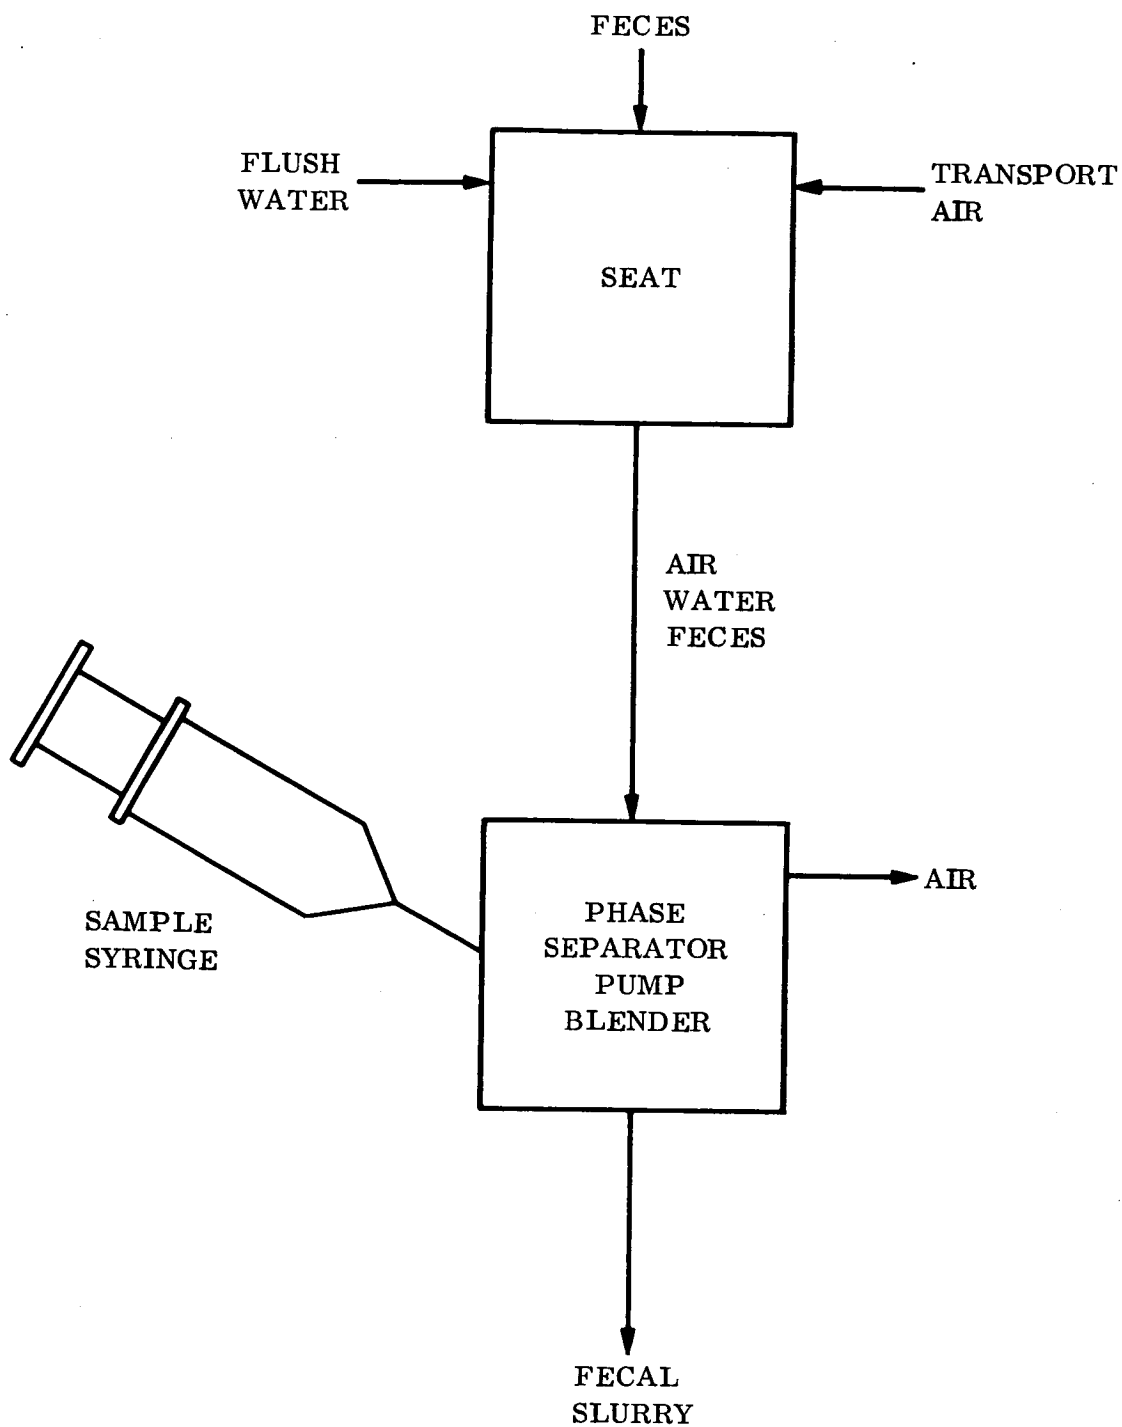 FECES
FLUSH
WATER
TRANSPORT
AIR
SEAT
AIR
WATER
FECES
SAMPLE
SYRINGE
PHASE
SEPARATOR
PUMP
BLENDER
AIR
FECAL
SLURRY